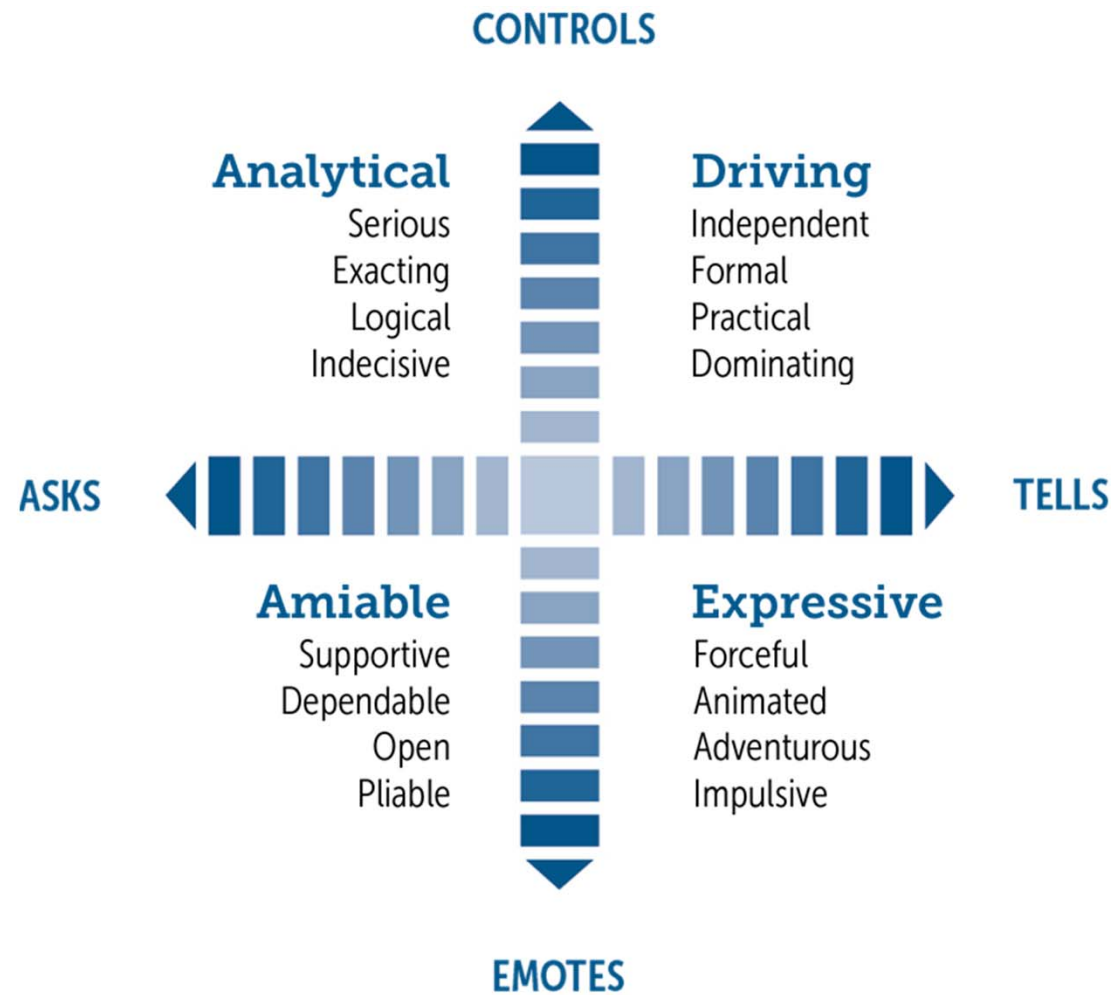 CONTROLS
Analytical
Serious
Exacting
Logical
Indecisive
Driving
Independent
Formal
Practical
Dominating
ASKS
TELLS
Amiable
Supportive
Dependable
Open
Pliable
Expressive
Forceful
Animated
Adventurous
Impulsive
EMOTES